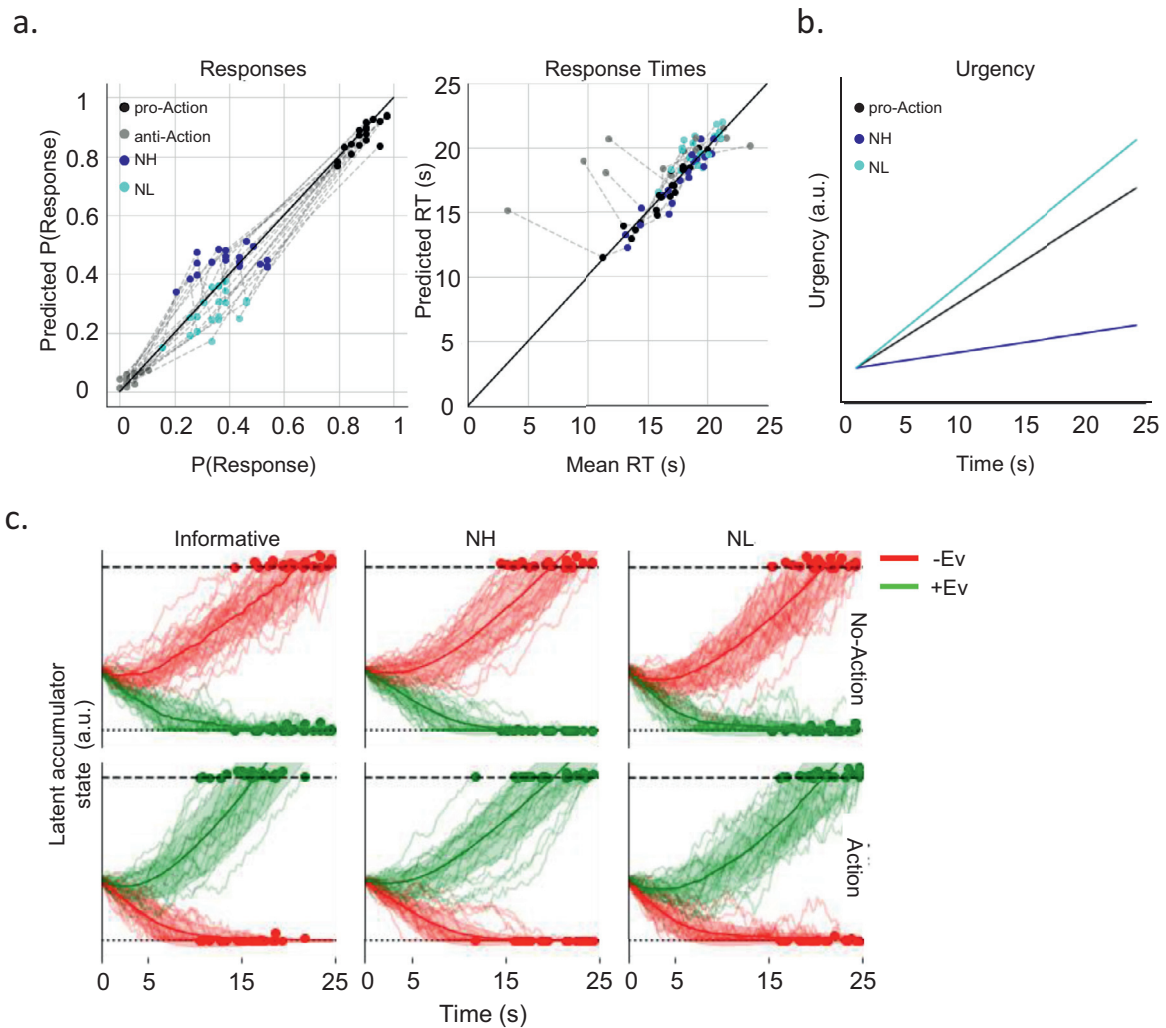 a.
b.
Responses
Response Times
Urgency
1
0.8
0.6
0.4
0.2
0
pro-Action
anti-Action
NH
NL
Predicted P(Response)
0 0.2 0.4 0.6 0.8 1
P(Response)
25
20
15
10
5
0
Predicted RT (s)
0 5 10 15 20 25
Mean RT (s)
pro-Action
NH
NL
Urgency (a.u.)
0 5 10 15 20 25
Time (s)
c.
Informative
NH
NL
-Ev
+Ev
No-Action
Action
Latent accumulator
state (a.u.)
0 5 15 25
0 5 15 25
0 5 15 25
Time (s)